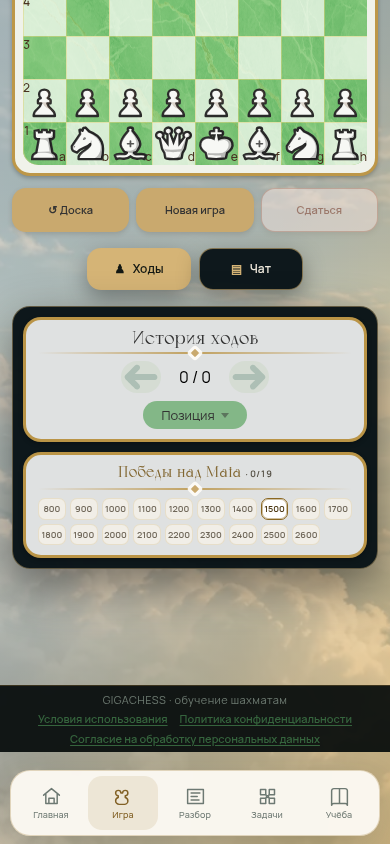 4
3
2
1
a b c d e f g h
↺ Доска Новая игра Сдаться
Ходы Чат
История ходов
0 / 0
Позиция
Победы над Maia · 0/19
800 900 1000 1100 1200 1300 1400 1500 1600 1700
1800 1900 2000 2100 2200 2300 2400 2500 2600
GIGACHESS · обучение шахматам
Условия использования Политика конфиденциальности
Согласие на обработку персональных данных
Главная Игра Разбор Задачи Учёба